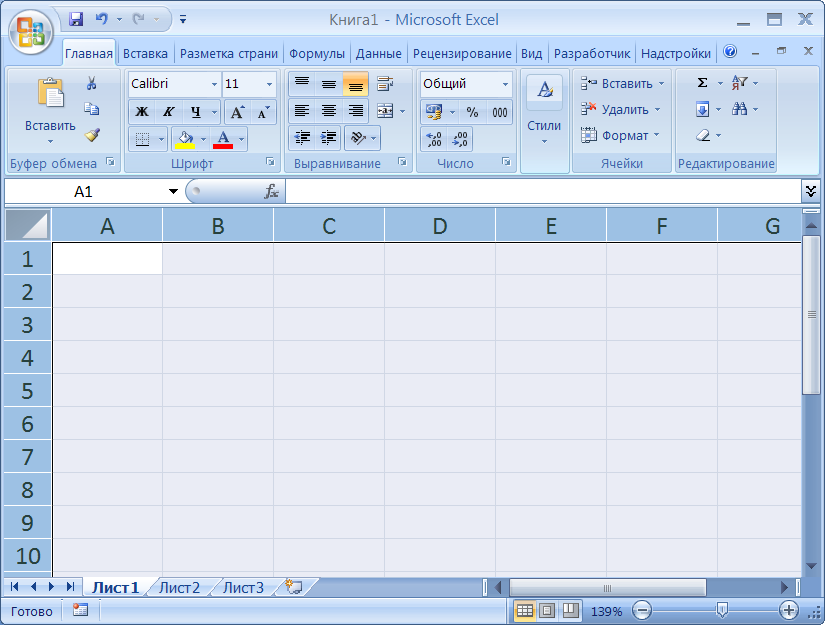 Книга1 - Microsoft Excel
Главная Вставка Разметка страни Формулы Данные Рецензирование Вид Разработчик Надстройки
Calibri 11 Общий Σ
Вставить
Удалить
Формат
Ж К Ч А А % 000
Вставить Стили
А
Буфер обмена Шрифт Выравнивание Число Ячейки Редактирование
A1 fx
A B C D E F G
1
2
3
4
5
6
7
8
9
10
Лист1 Лист2 Лист3
Готово 139%